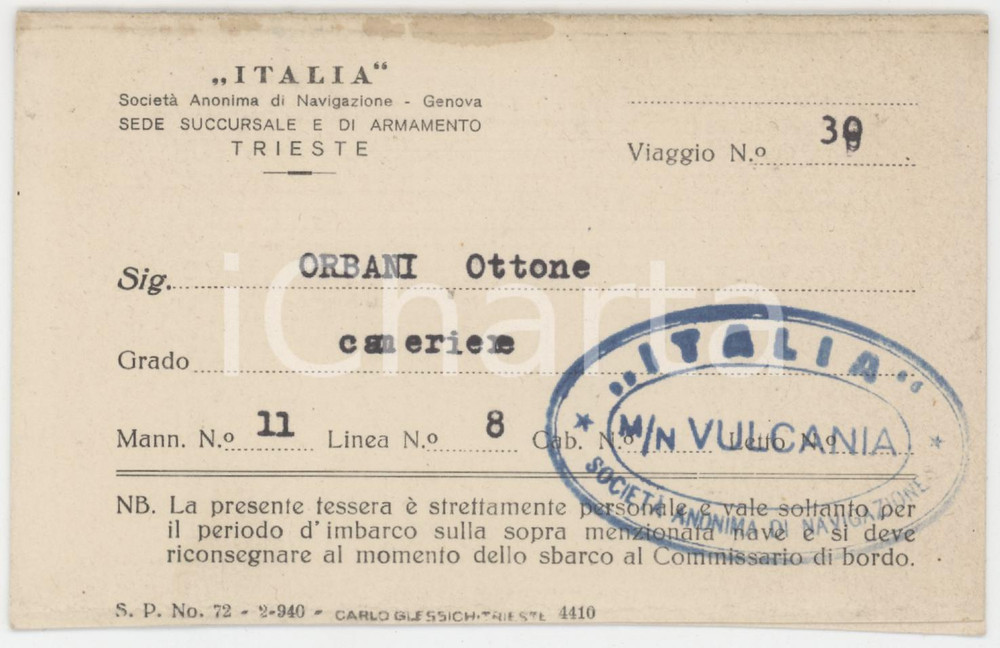 „ITALIA“
Società Anonima di Navigazione - Genova
SEDE SUCCURSALE E DI ARMAMENTO
TRIESTE
Viaggio N.o 39
Sig. ORBANI Ottone
Grado cameriere
Mann. N.o 11 Linea N.o 8 Cab. N.o Letto N.o
„ITALIA“
M/N VULCANIA
SOCIETÀ ANONIMA DI NAVIGAZIONE
NB. La presente tessera è strettamente personale e vale soltanto per
il periodo d'imbarco sulla sopra menzionata nave e si deve
riconsegnare al momento dello sbarco al Commissario di bordo.
S. P. No. 72 - 2-940 - CARLO GLESSICH-TRIESTE 4410
iCharta